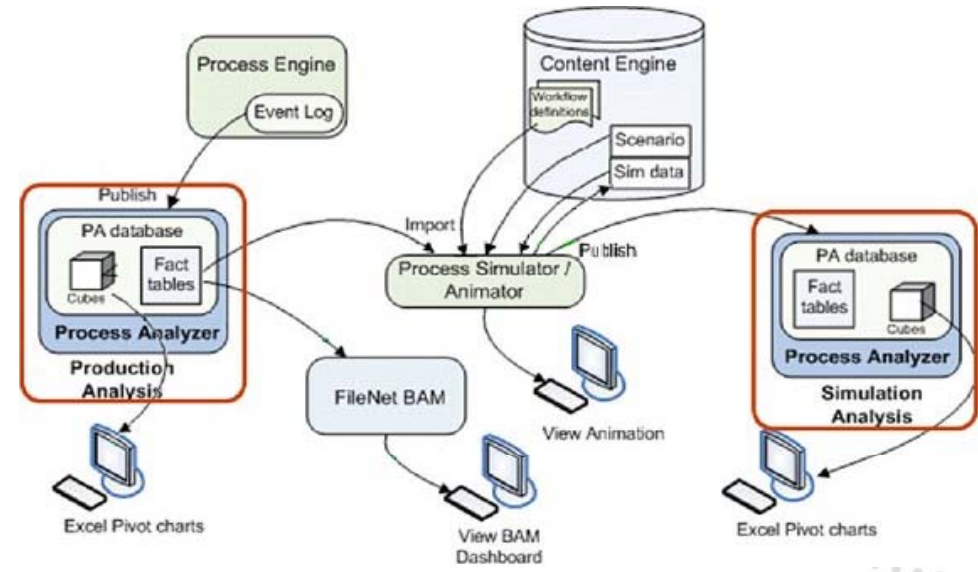 Process Engine
Event Log
Content Engine
Workflow
definitions
Scenario
Sim data
Publish
PA database
Cubes
Fact
tables
Process Analyzer
Production
Analysis
Import
Publish
Process Simulator /
Animator
PA database
Fact
tables
Cubes
Process Analyzer
Simulation
Analysis
FileNet BAM
View Animation
Excel Pivot charts
View BAM
Dashboard
Excel Pivot charts